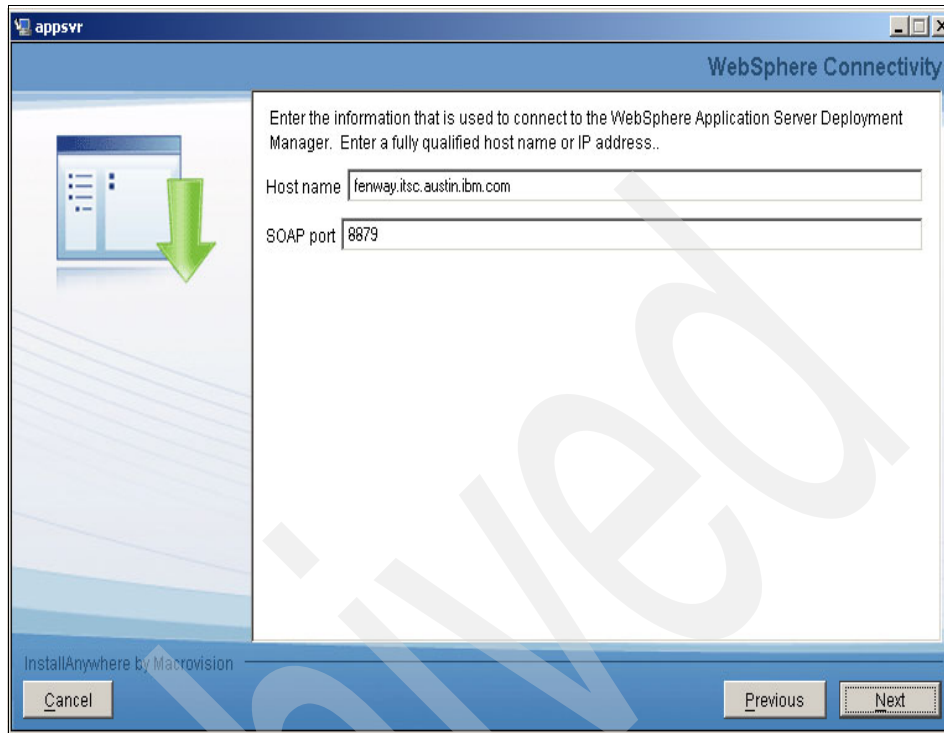 appsvr
WebSphere Connectivity
Enter the information that is used to connect to the WebSphere Application Server Deployment
Manager. Enter a fully qualified host name or IP address..
Host name fenway.itsc.austin.ibm.com
SOAP port 8879
InstallAnywhere by Macrovision
Cancel
Previous
Next
hived